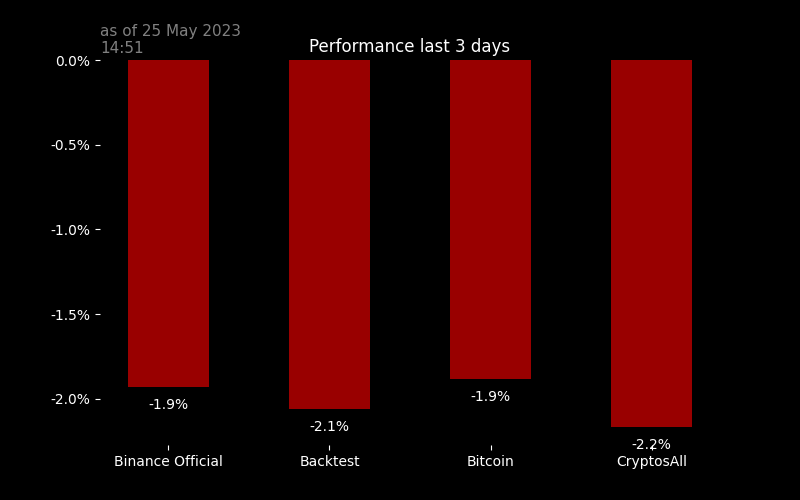 as of 25 May 2023
14:51
Performance last 3 days
0.0%
-0.5%
-1.0%
-1.5%
-2.0%
-1.9%
-2.1%
-1.9%
-2.2%
Binance Official
Backtest
Bitcoin
CryptosAll